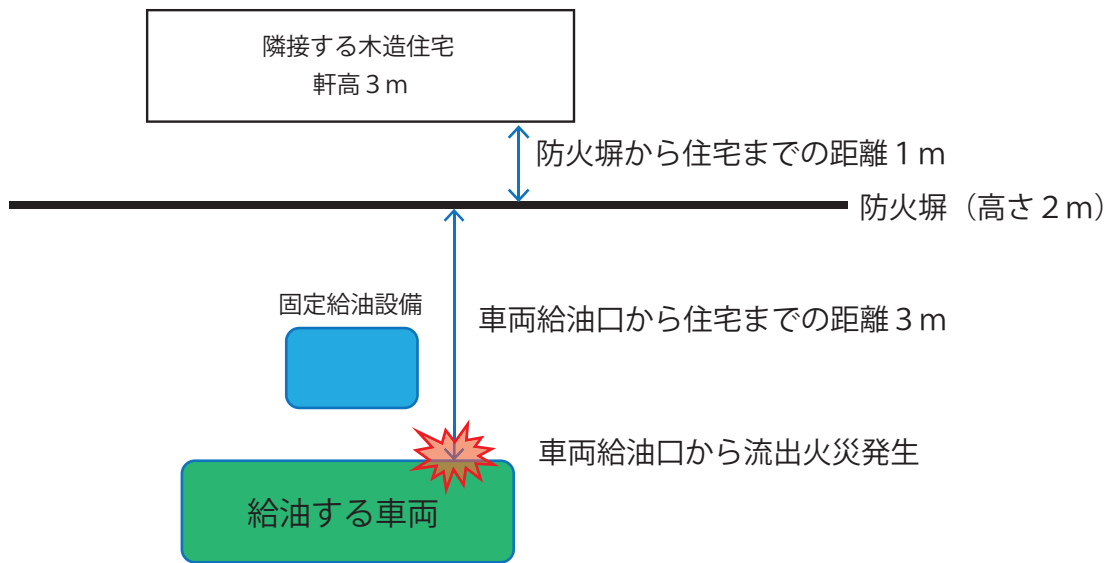 隣接する木造住宅
軒高３ｍ
防火塀から住宅までの距離１ｍ
防火塀（高さ２ｍ）
固定給油設備
車両給油口から住宅までの距離３ｍ
車両給油口から流出火災発生
給油する車両